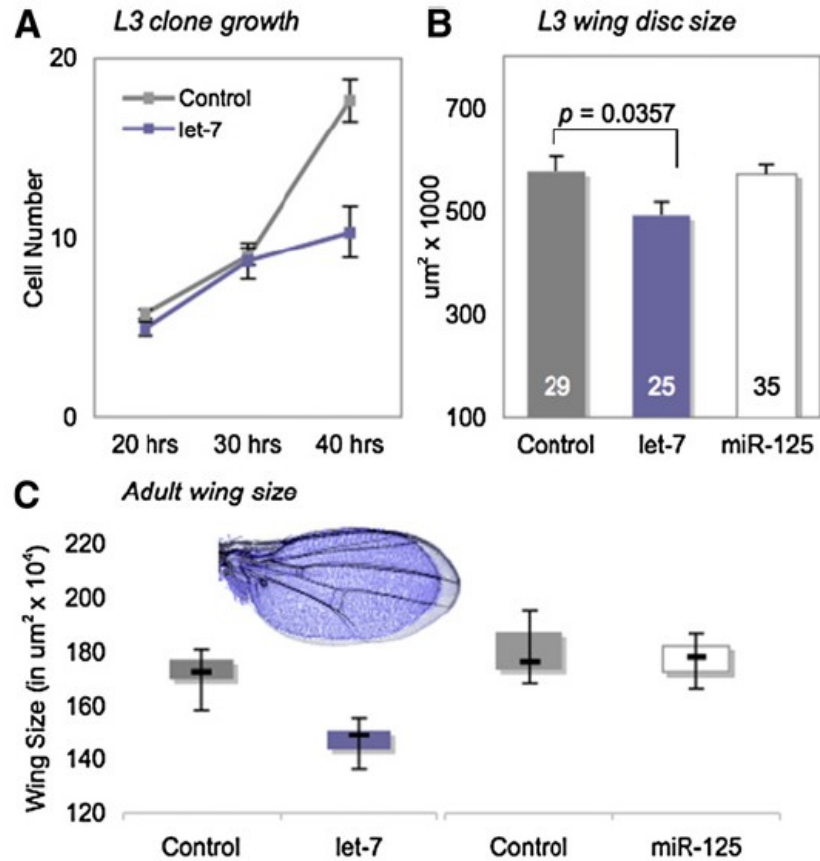 A L3 clone growth
20
10
0
Cell Number
Control
let-7
20 hrs 30 hrs 40 hrs
B L3 wing disc size
700
500
300
100
um² x 1000
p = 0.0357
29 25 35
Control let-7 miR-125
C Adult wing size
220
200
180
160
140
120
Wing Size (in um² x 10⁴)
Control let-7 Control miR-125